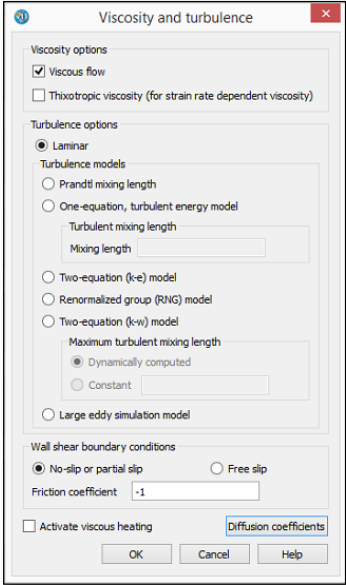 Viscosity and turbulence
Viscosity options
Viscous flow
Thixotropic viscosity (for strain rate dependent viscosity)
Turbulence options
Laminar
Turbulence models
Prandtl mixing length
One-equation, turbulent energy model
Turbulent mixing length
Mixing length
Two-equation (k-e) model
Renormalized group (RNG) model
Two-equation (k-w) model
Maximum turbulent mixing length
Dynamically computed
Constant
Large eddy simulation model
Wall shear boundary conditions
No-slip or partial slip Free slip
Friction coefficient -1
Activate viscous heating Diffusion coefficients
OK Cancel Help